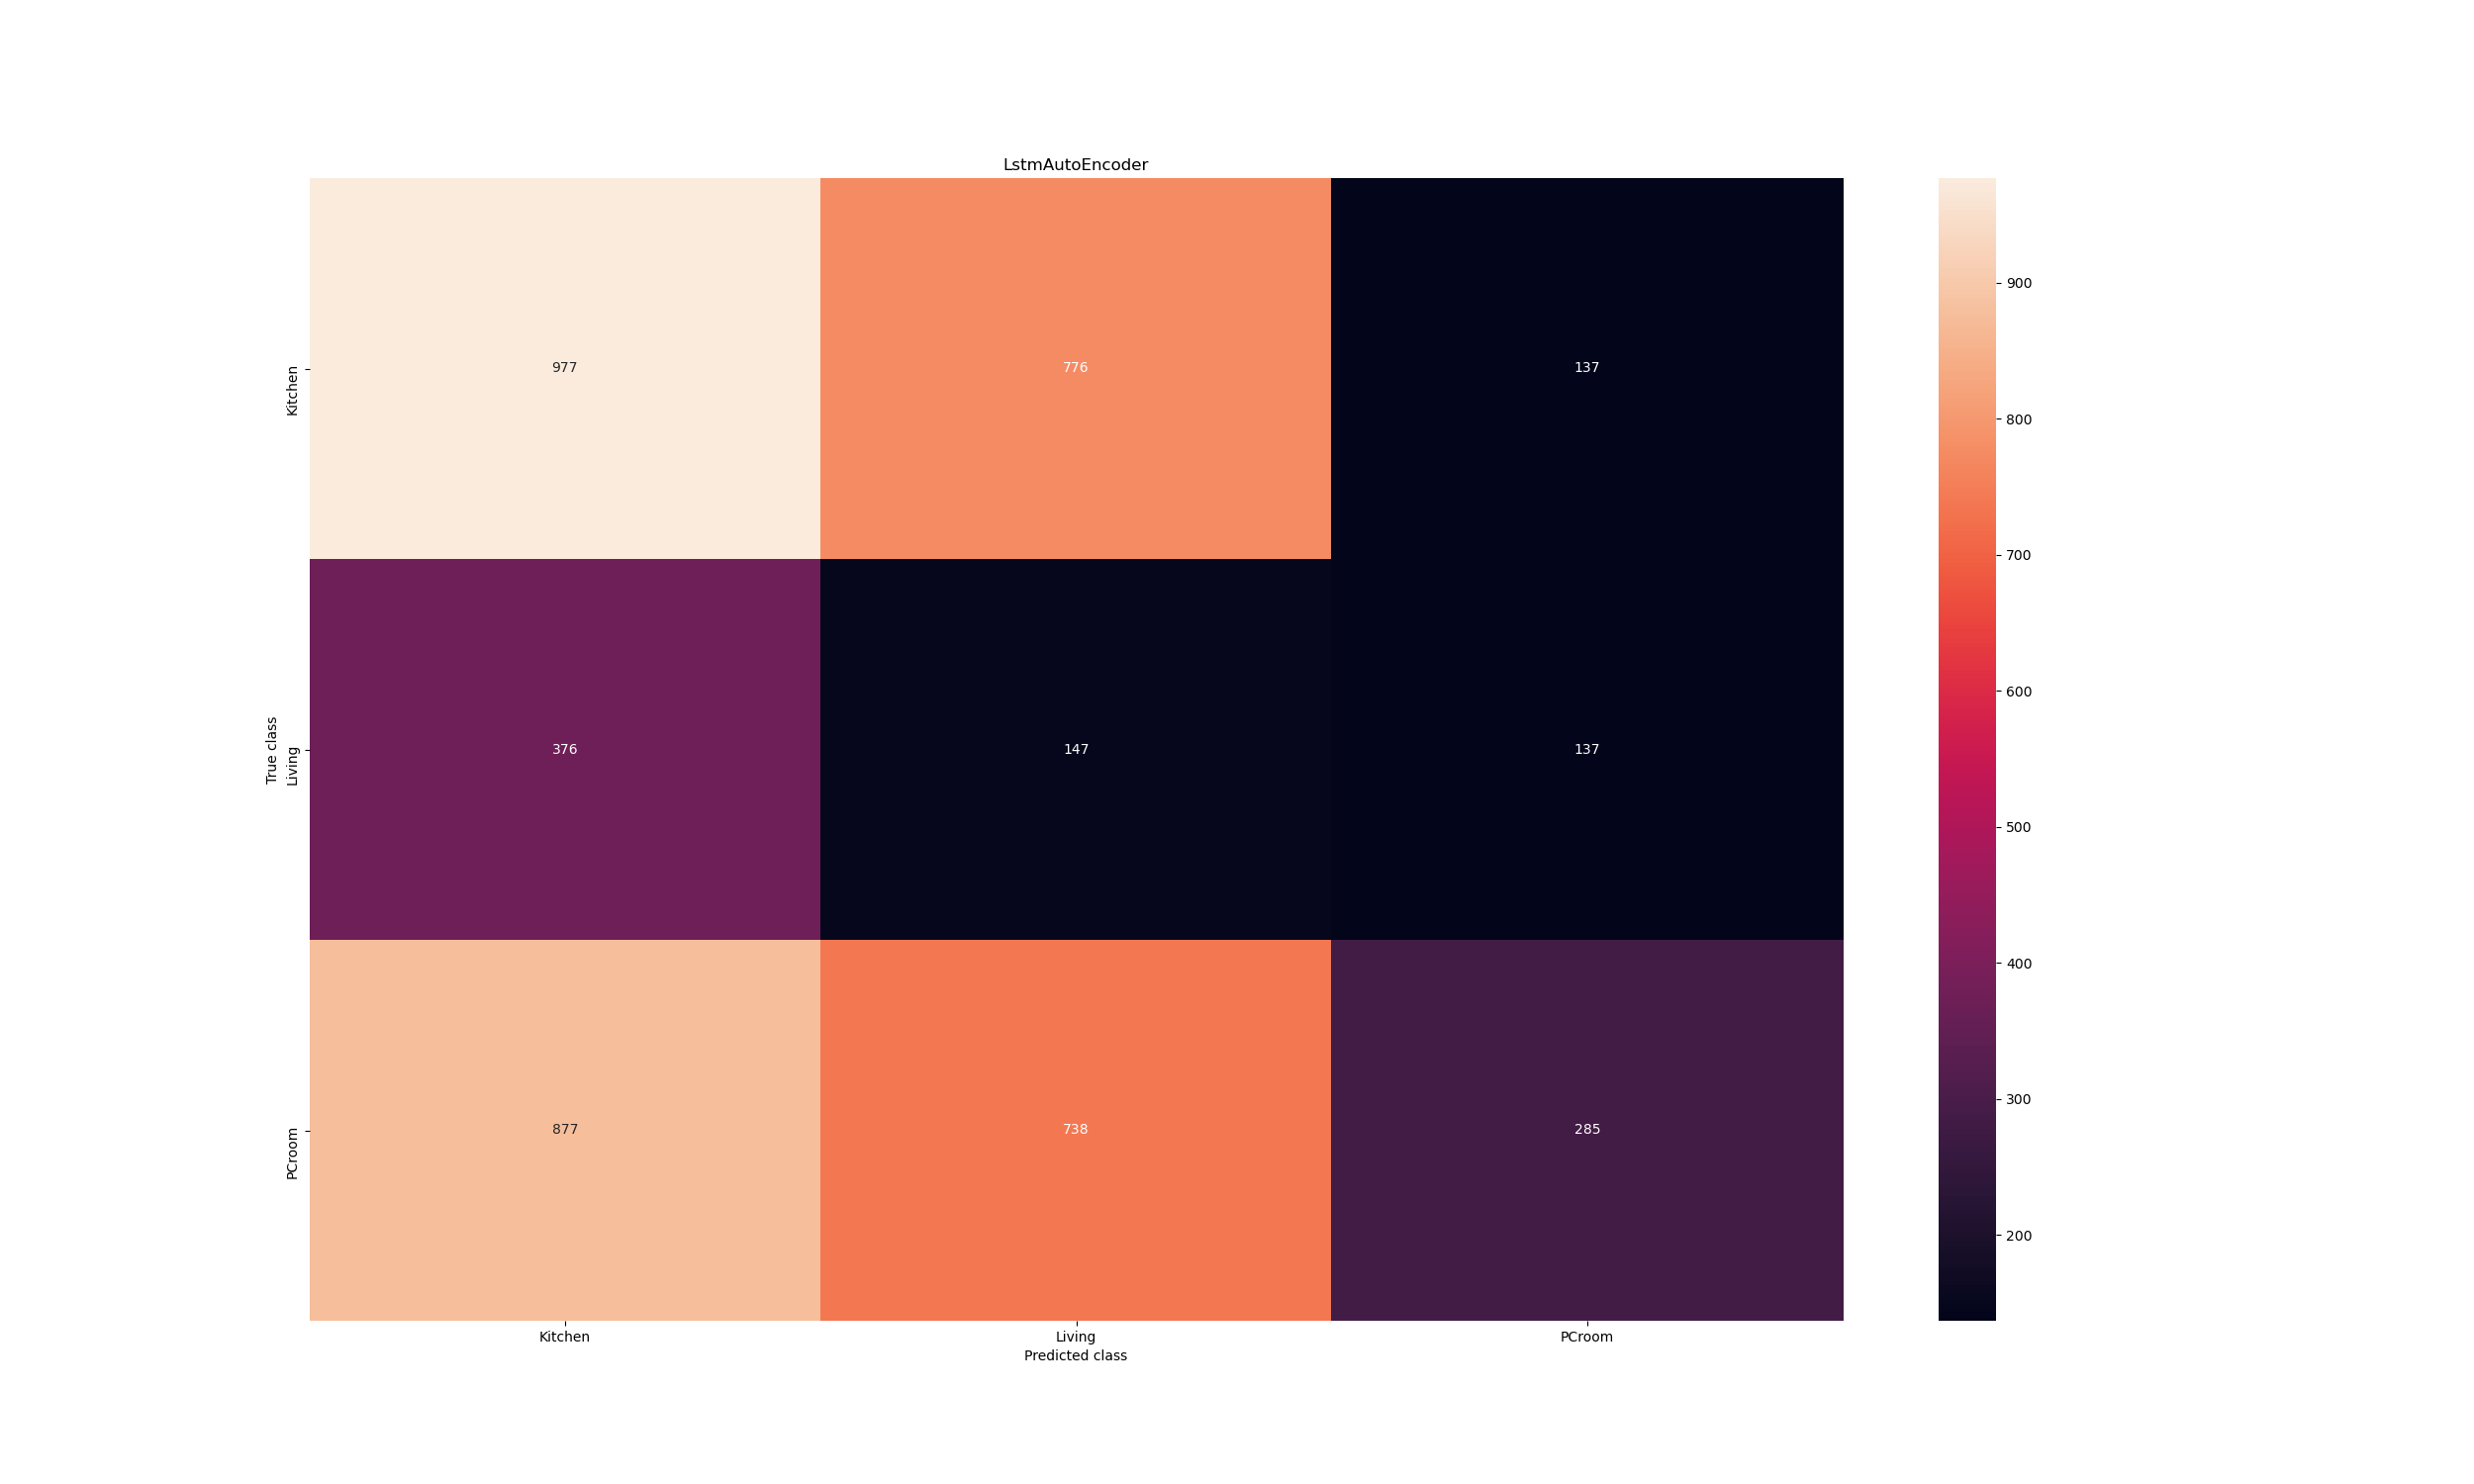 LstmAutoEncoder
977 776 137
376 147 137
877 738 285
Kitchen
Living
PCroom
True class
Kitchen Living PCroom
Predicted class
900
800
700
600
500
400
300
200